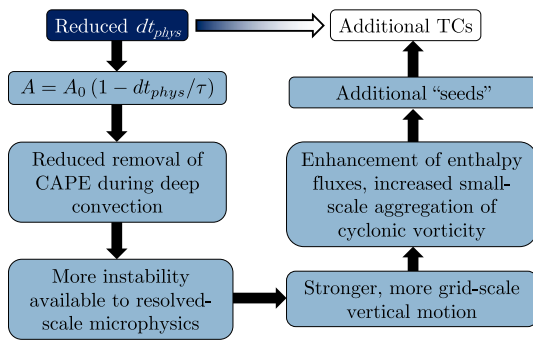 Reduced dt_phys
Additional TCs
A = A_0 (1 − dt_phys/τ)
Additional “seeds”
Reduced removal of
CAPE during deep
convection
Enhancement of enthalpy
fluxes, increased small-
scale aggregation of
cyclonic vorticity
More instability
available to resolved-
scale microphysics
Stronger, more grid-scale
vertical motion